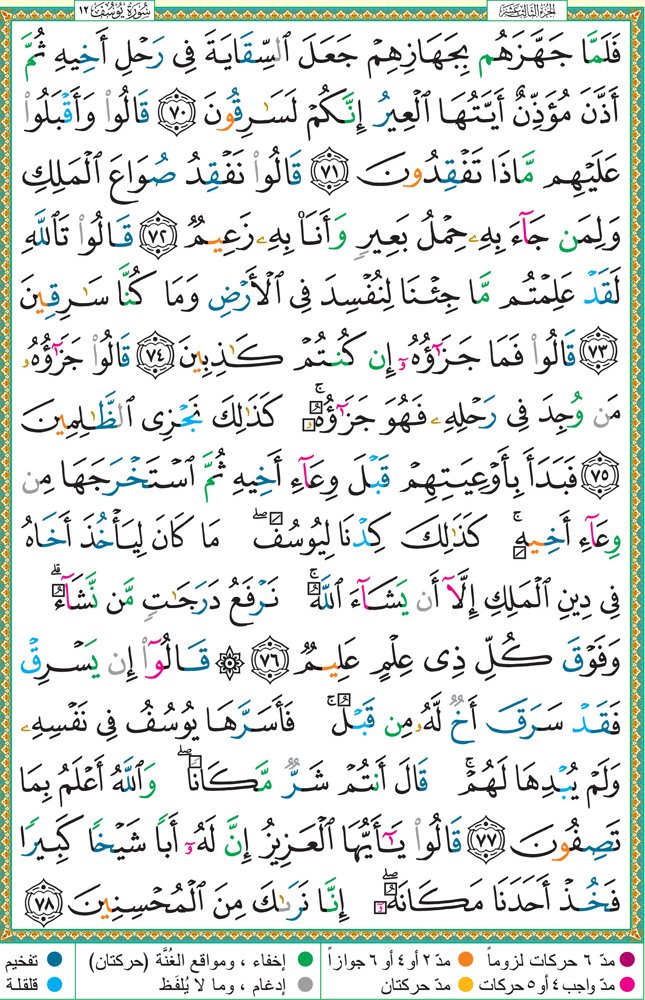 سُورَةُ يُوسُفَ ١٢
الجزء الثالث عشر
فَلَمَّا جَهَّزَهُم بِجَهَازِهِمْ جَعَلَ ٱلسِّقَايَةَ فِي رَحْلِ أَخِيهِ ثُمَّ
أَذَّنَ مُؤَذِّنٌ أَيَّتُهَا ٱلْعِيرُ إِنَّكُمْ لَسَٰرِقُونَ ٧٠ قَالُوا۟ وَأَقْبَلُوا۟
عَلَيْهِم مَّاذَا تَفْقِدُونَ ٧١ قَالُوا۟ نَفْقِدُ صُوَاعَ ٱلْمَلِكِ
وَلِمَن جَآءَ بِهِۦ حِمْلُ بَعِيرٍ وَأَنَا۠ بِهِۦ زَعِيمٌ ٧٢ قَالُوا۟ تَٱللَّهِ
لَقَدْ عَلِمْتُم مَّا جِئْنَا لِنُفْسِدَ فِي ٱلْأَرْضِ وَمَا كُنَّا سَٰرِقِينَ
٧٣ قَالُوا۟ فَمَا جَزَٰٓؤُهُۥٓ إِن كُنتُمْ كَٰذِبِينَ ٧٤ قَالُوا۟ جَزَٰٓؤُهُۥ
مَن وُجِدَ فِي رَحْلِهِۦ فَهُوَ جَزَٰٓؤُهُۥ ۚ كَذَٰلِكَ نَجْزِي ٱلظَّٰلِمِينَ
٧٥ فَبَدَأَ بِأَوْعِيَتِهِمْ قَبْلَ وِعَآءِ أَخِيهِ ثُمَّ ٱسْتَخْرَجَهَا مِن
وِعَآءِ أَخِيهِ ۚ كَذَٰلِكَ كِدْنَا لِيُوسُفَ ۖ مَا كَانَ لِيَأْخُذَ أَخَاهُ
فِي دِينِ ٱلْمَلِكِ إِلَّآ أَن يَشَآءَ ٱللَّهُ ۚ نَرْفَعُ دَرَجَٰتٍ مَّن نَّشَآءُ ۗ
وَفَوْقَ كُلِّ ذِي عِلْمٍ عَلِيمٌ ٧٦ ۞ قَالُوٓا۟ إِن يَسْرِقْ
فَقَدْ سَرَقَ أَخٌ لَّهُۥ مِن قَبْلُ ۚ فَأَسَرَّهَا يُوسُفُ فِي نَفْسِهِۦ
وَلَمْ يُبْدِهَا لَهُمْ ۚ قَالَ أَنتُمْ شَرٌّ مَّكَانًا ۖ وَٱللَّهُ أَعْلَمُ بِمَا
تَصِفُونَ ٧٧ قَالُوا۟ يَٰٓأَيُّهَا ٱلْعَزِيزُ إِنَّ لَهُۥٓ أَبًا شَيْخًا كَبِيرًا
فَخُذْ أَحَدَنَا مَكَانَهُۥٓ ۖ إِنَّا نَرَىٰكَ مِنَ ٱلْمُحْسِنِينَ ٧٨
مدّ ٦ حركات لزوماً مدّ ٢ أو ٤ أو ٦ جوازاً إخفاء ، ومواقع الغُنَّة (حركتان) تفخيم
مدّ واجب ٤ أو ٥ حركات مدّ حركتان إدغام ، وما لا يُلفَظ قلقلة